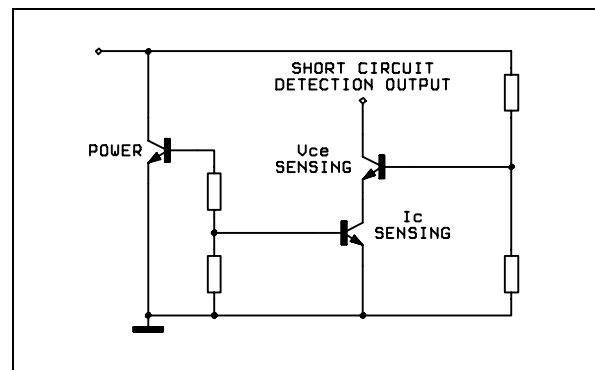 SHORT CIRCUIT
DETECTION OUTPUT
POWER
Vce
SENSING
Ic
SENSING